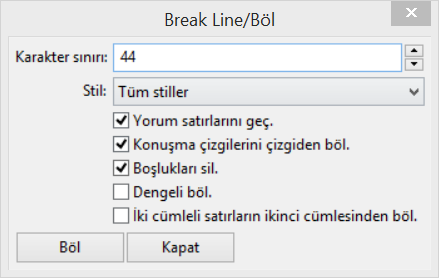 Break Line/Böl
Karakter sınırı: 44
Stil: Tüm stiller
Yorum satırlarını geç.
Konuşma çizgilerini çizgiden böl.
Boşlukları sil.
Dengeli böl.
İki cümleli satırların ikinci cümlesinden böl.
Böl Kapat